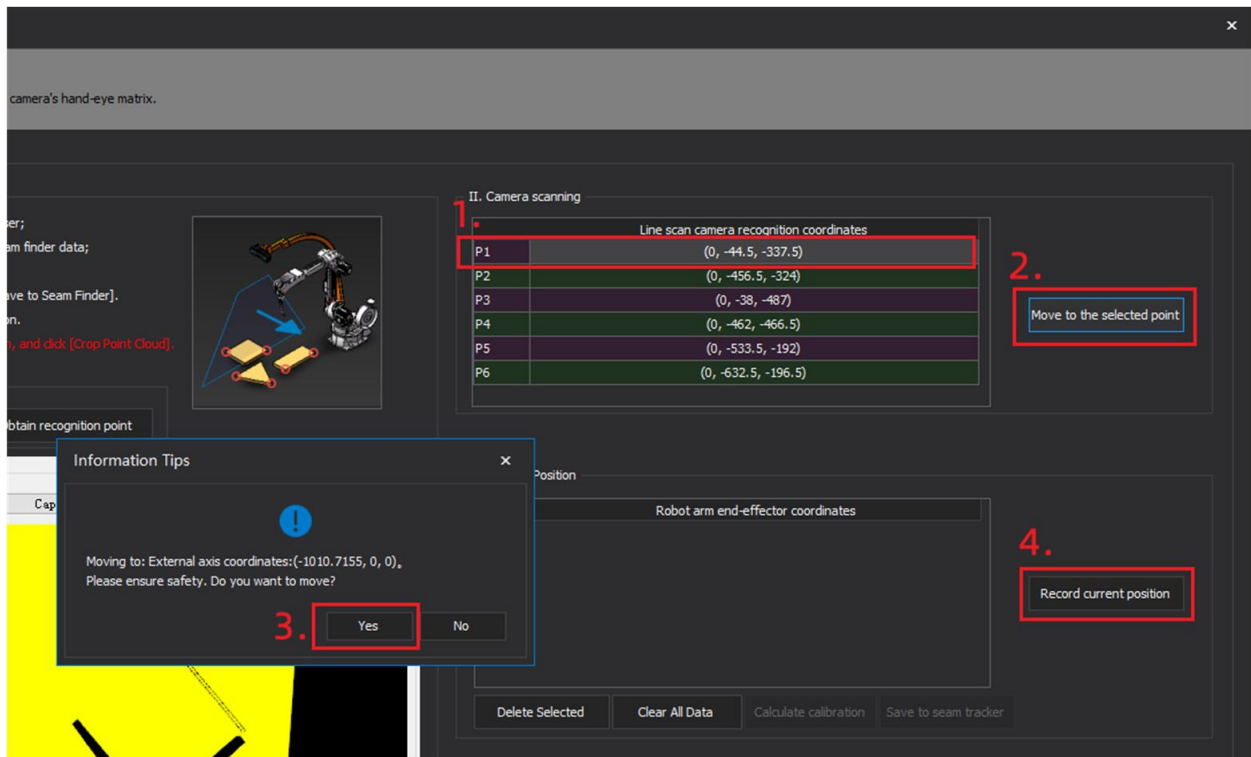 ×
camera's hand-eye matrix.
am finder data;
ave to Seam Finder].
and click [Crop Point Cloud].
btain recognition point
II. Camera scanning
1.
Line scan camera recognition coordinates
P1 (0, -44.5, -337.5)
P2 (0, -456.5, -324)
P3 (0, -38, -487)
P4 (0, -462, -466.5)
P5 (0, -533.5, -192)
P6 (0, -632.5, -196.5)
2.
Move to the selected point
Information Tips ×
Cap
Moving to: External axis coordinates:(-1010.7155, 0, 0)。
Please ensure safety. Do you want to move?
3.
Yes No
Position
Robot arm end-effector coordinates
4.
Record current position
Delete Selected Clear All Data Calculate calibration Save to seam tracker